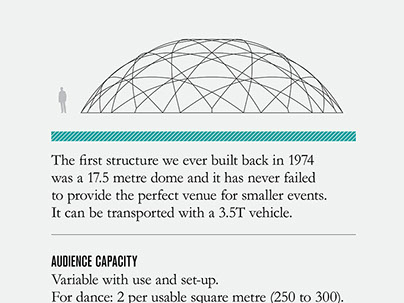 The first structure we ever built back in 1974
was a 17.5 metre dome and it has never failed
to provide the perfect venue for smaller events.
It can be transported with a 3.5T vehicle.
AUDIENCE CAPACITY
Variable with use and set-up.
For dance: 2 per usable square metre (250 to 300).